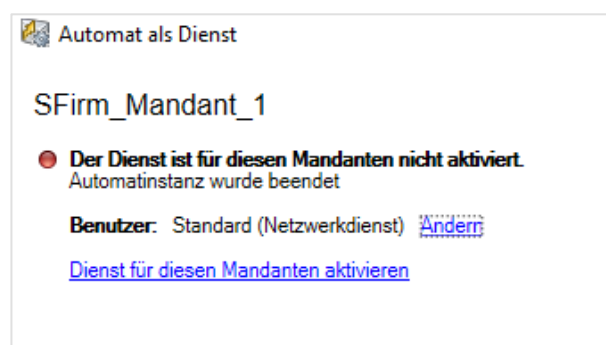 Automat als Dienst
SFirm_Mandant_1
Der Dienst ist für diesen Mandanten nicht aktiviert.
Automatinstanz wurde beendet
Benutzer: Standard (Netzwerkdienst) Ändern
Dienst für diesen Mandanten aktivieren